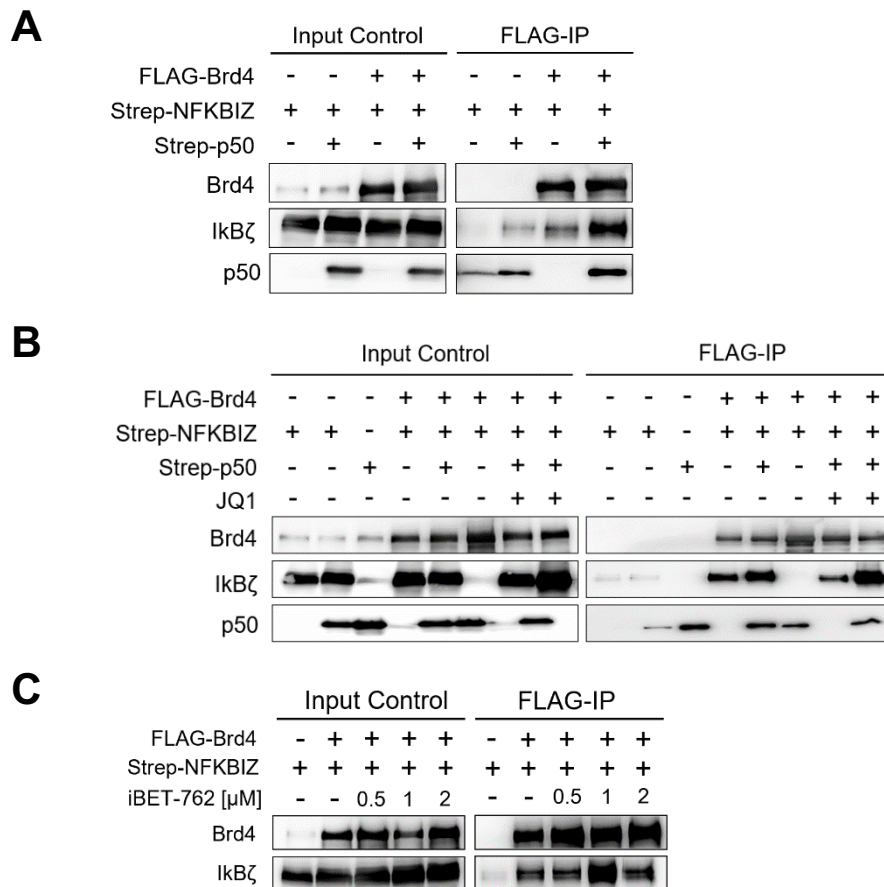 A
Input Control FLAG-IP
FLAG-Brd4 - - + + - - + +
Strep-NFKBIZ + + + + + + + +
Strep-p50 - + - + - + - +
Brd4
IkBζ
p50
B
Input Control FLAG-IP
FLAG-Brd4 - - - + + + + + - - - + + + + +
Strep-NFKBIZ + + - + + + + + + + - + + + + +
Strep-p50 - - + - + - + + - - + - + - + +
JQ1 - - - - - - + + - - - - - - + +
Brd4
IkBζ
p50
C
Input Control FLAG-IP
FLAG-Brd4 - + + + + - + + + +
Strep-NFKBIZ + + + + + + + + + +
iBET-762 [µM] - - 0.5 1 2 - - 0.5 1 2
Brd4
IkBζ